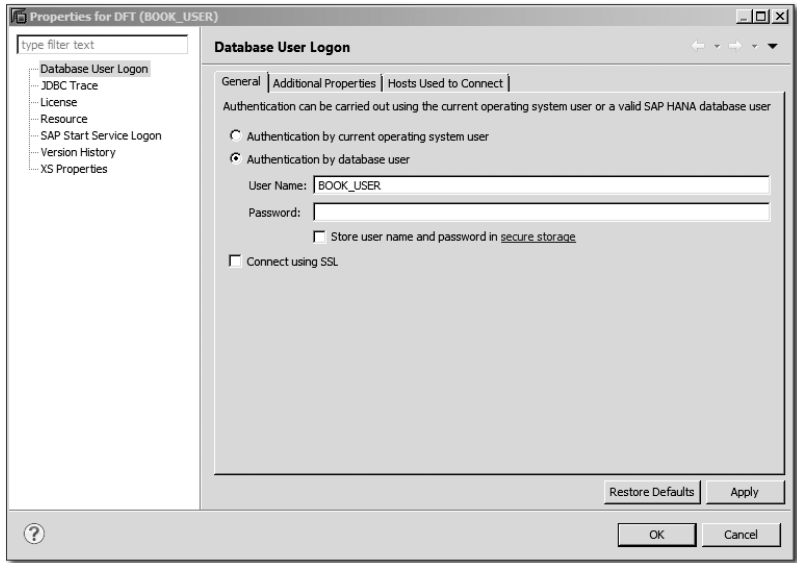 Properties for DFT (BOOK_USER)
type filter text
Database User Logon
JDBC Trace
License
Resource
SAP Start Service Logon
Version History
XS Properties
Database User Logon
General
Additional Properties
Hosts Used to Connect
Authentication can be carried out using the current operating system user or a valid SAP HANA database user
Authentication by current operating system user
Authentication by database user
User Name: BOOK_USER
Password:
Store user name and password in secure storage
Connect using SSL
Restore Defaults
Apply
?
OK
Cancel